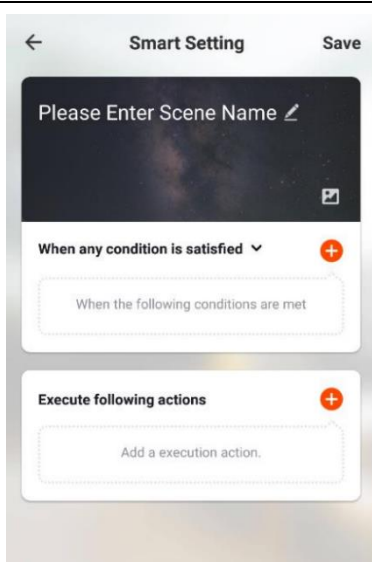 Smart Setting Save
Please Enter Scene Name
When any condition is satisfied
When the following conditions are met
Execute following actions
Add a execution action.